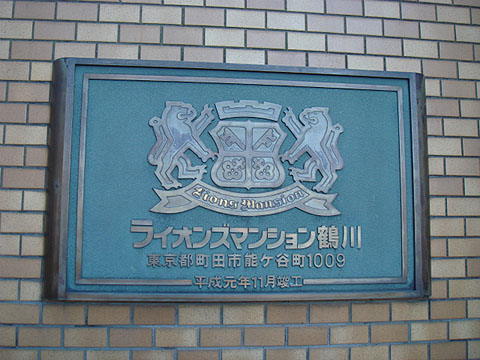 Lions Mansion
ライオンズマンション鶴川
東京都町田市能ケ谷町1009
平成元年11月竣工